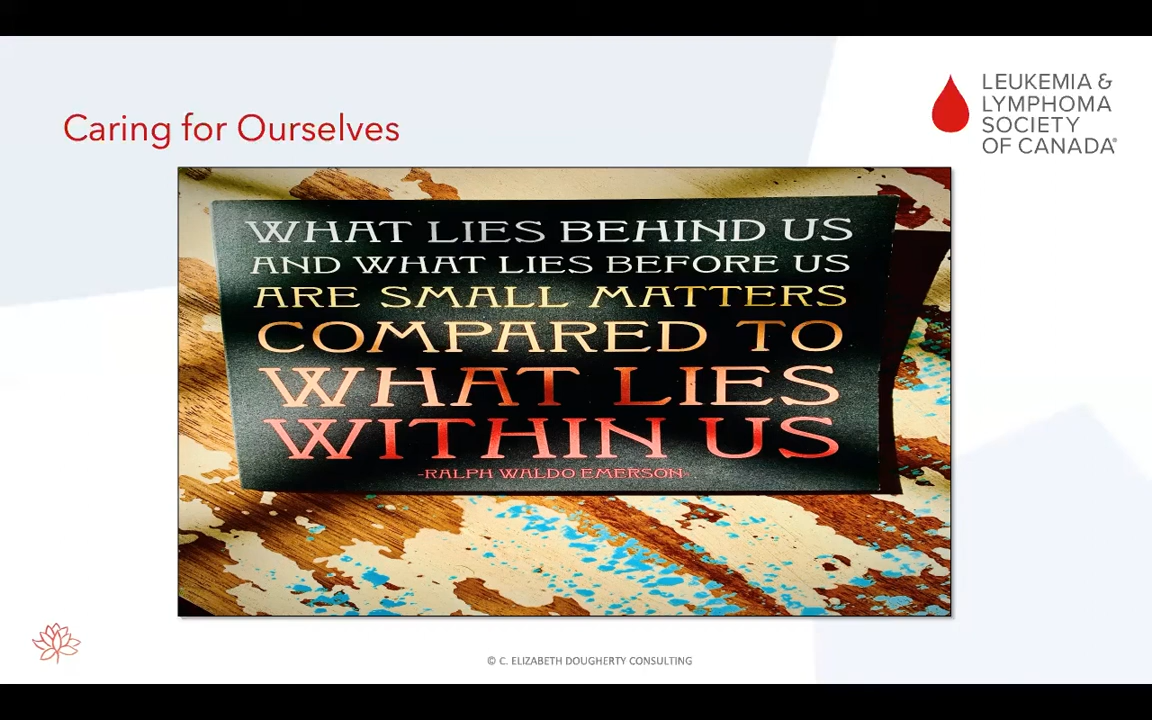 Caring for Ourselves
LEUKEMIA &
LYMPHOMA
SOCIETY
OF CANADA®
WHAT LIES BEHIND US
AND WHAT LIES BEFORE US
ARE SMALL MATTERS
COMPARED TO
WHAT LIES
WITHIN US
-RALPH WALDO EMERSON-
© C. ELIZABETH DOUGHERTY CONSULTING